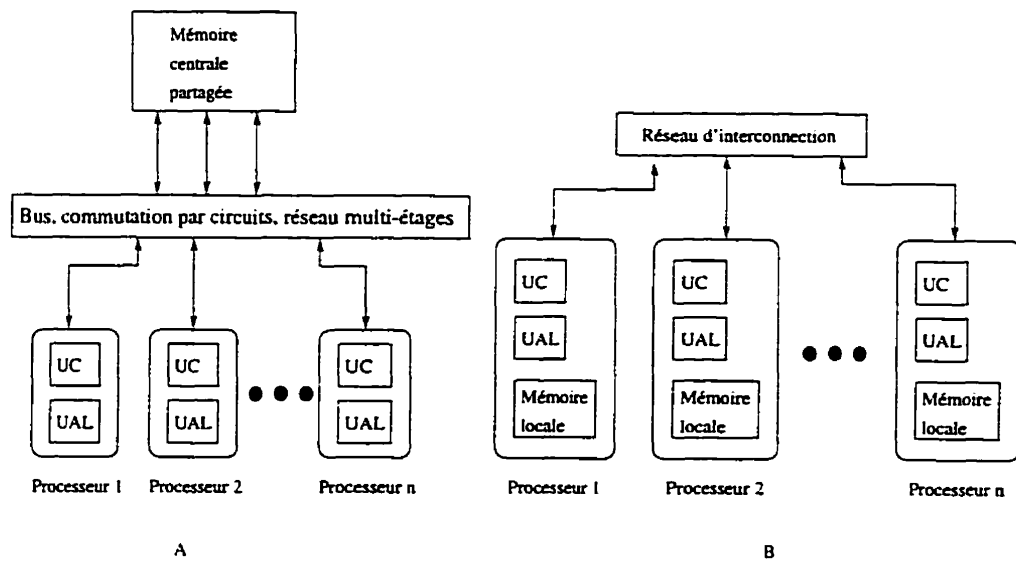 Mémoire
centrale
partagée
Bus, commutation par circuits, réseau multi-étages
UC
UAL
UC
UAL
UC
UAL
Processeur 1
Processeur 2
Processeur n
A
Réseau d'interconnection
UC
UAL
Mémoire
locale
UC
UAL
Mémoire
locale
UC
UAL
Mémoire
locale
Processeur 1
Processeur 2
Processeur n
B